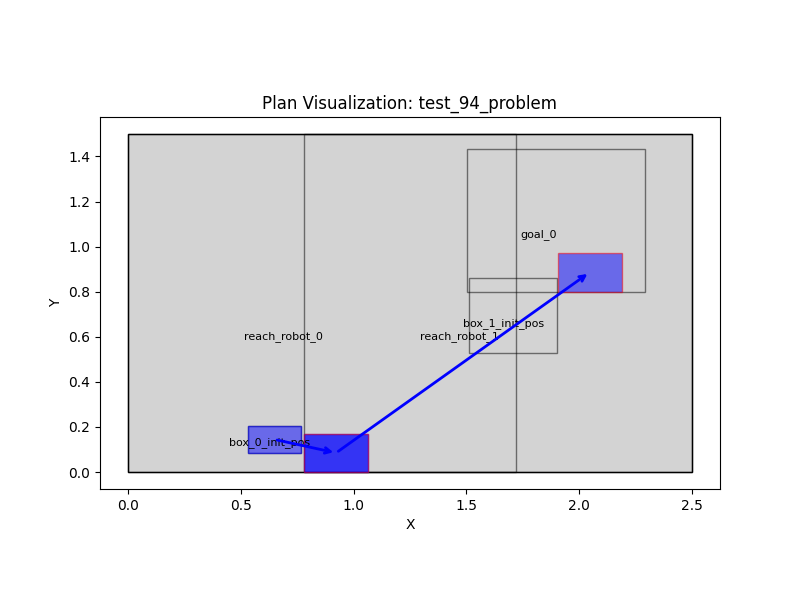 Plan Visualization: test_94_problem
Y
1.4
1.2
1.0
0.8
0.6
0.4
0.2
0.0
goal_0
box_1_init_pos
reach_robot_0
reach_robot_1
box_0_init_pos
0.0
0.5
1.0
1.5
2.0
2.5
X